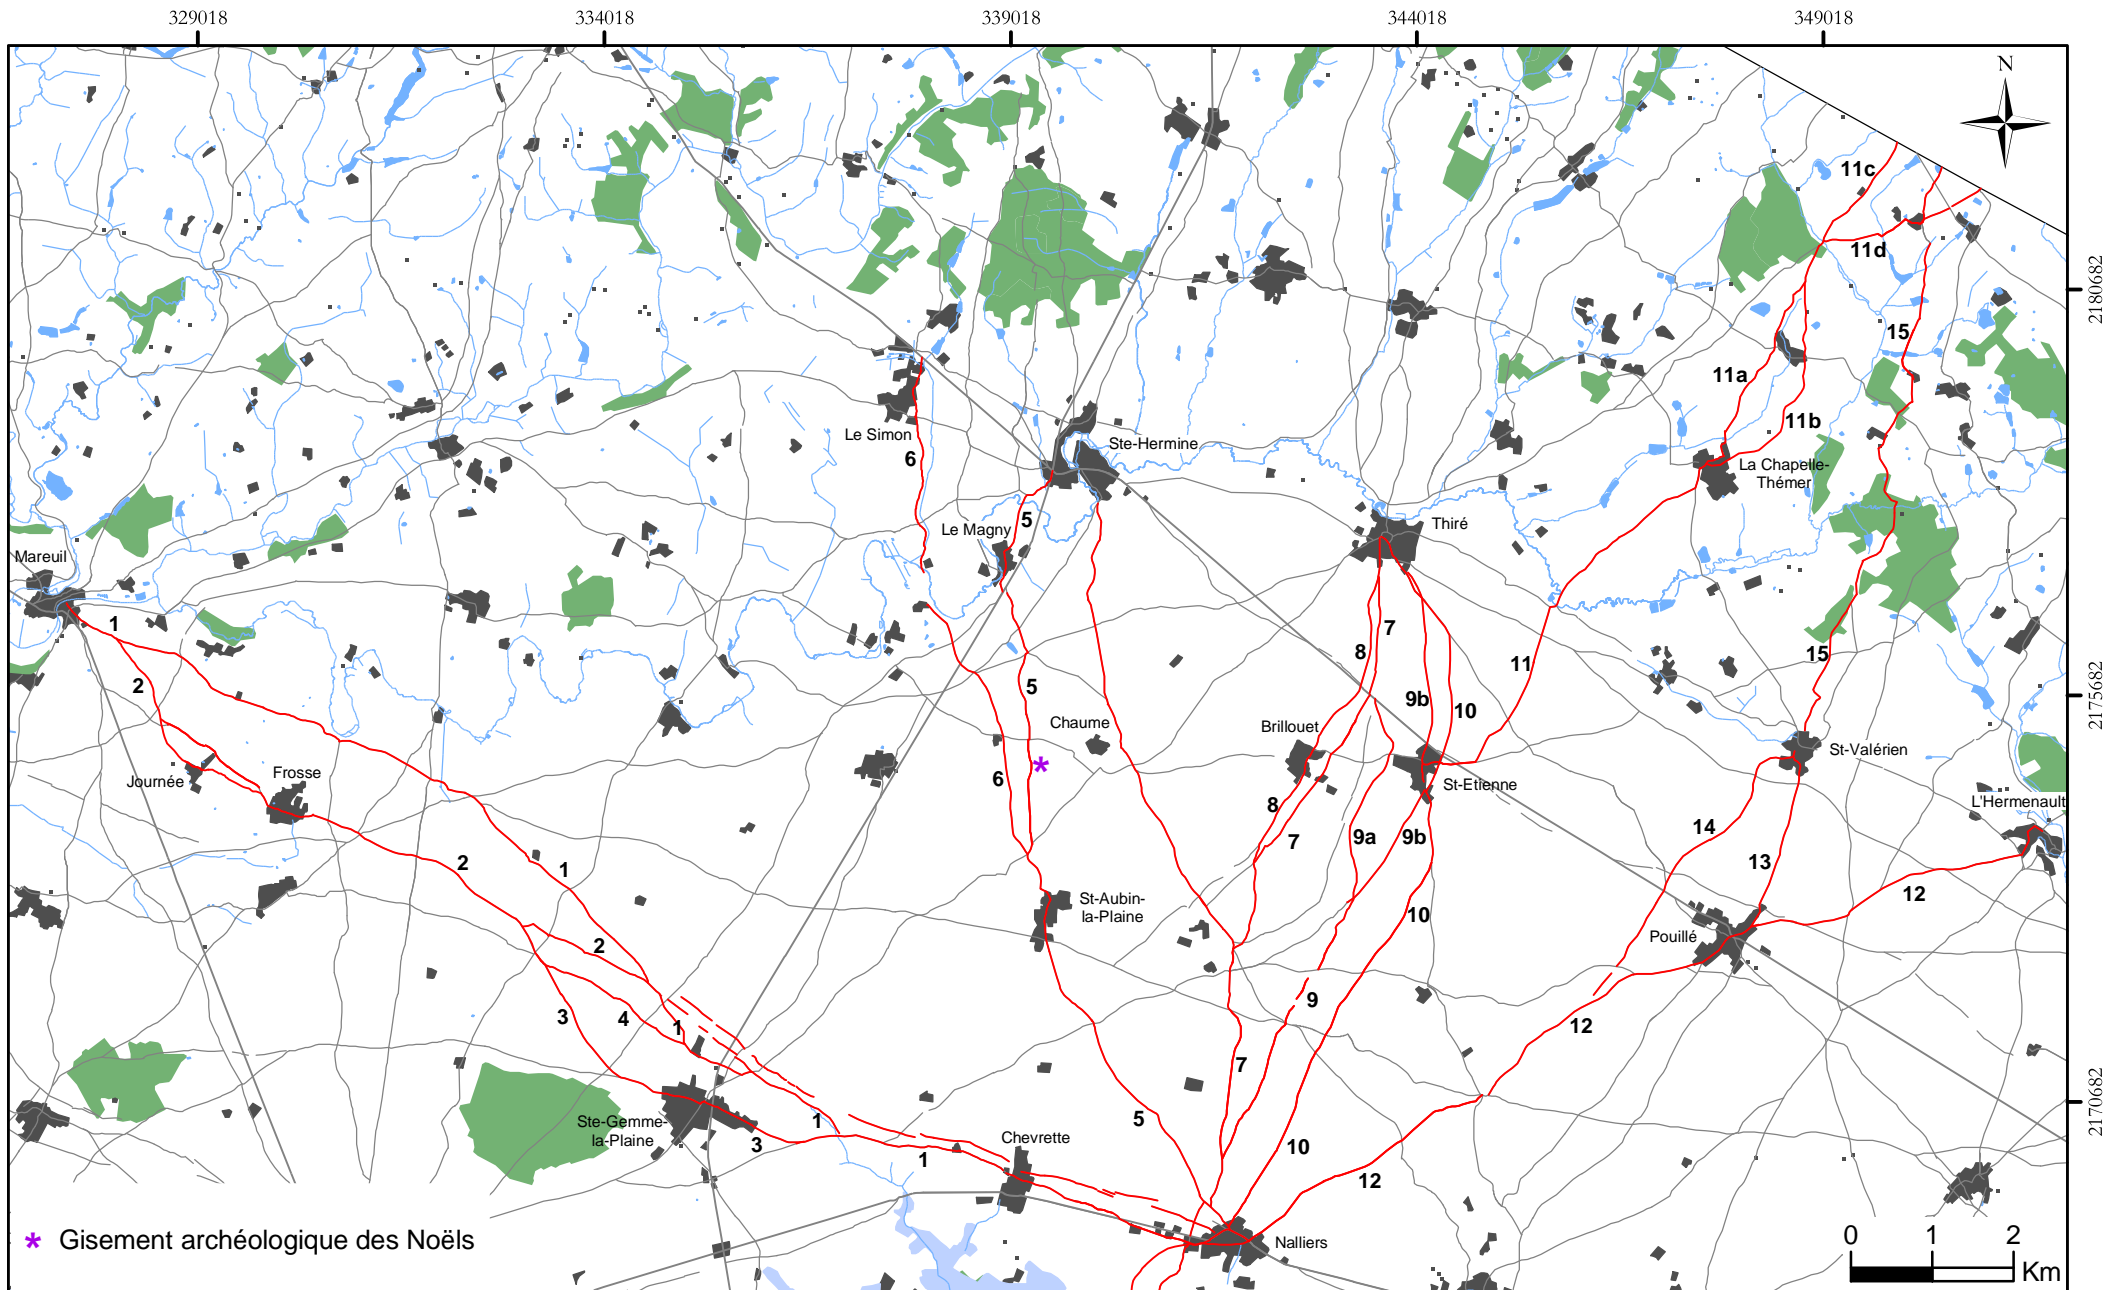 329018
334018
339018
344018
349018
N
11c
11d
2180682
15
11a
11b
Le Simon
Ste-Hermine
6
La Chapelle-
Thémer
5
Le Magny
Thiré
Mareuil
1
7
8
11
15
2
5
9b
10
2175682
Chaume
Brillouet
St-Valérien
Journée
Frosse
6
St-Etienne
L'Hermenault
8
7
9a
9b
14
13
2
1
12
St-Aubin-
la-Plaine
10
Pouillé
2
3
4
1
9
12
7
2170682
Ste-Gemme-
la-Plaine
1
5
3
Chevrette
1
10
12
* Gisement archéologique des Noëls
Nalliers
0 1 2
Km